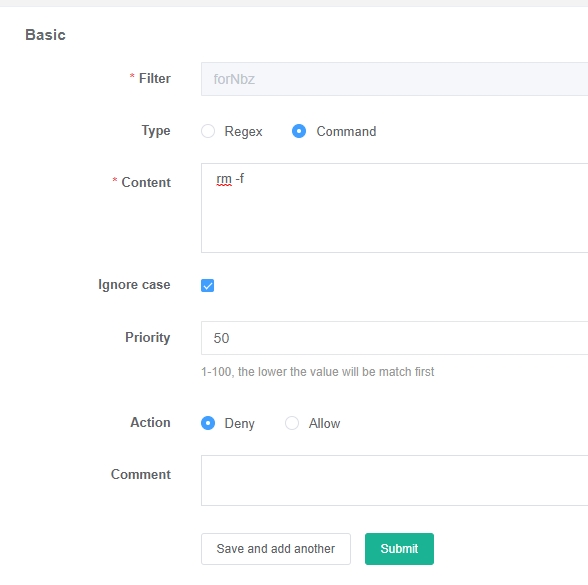 Basic
* Filter
forNbz
Type
Regex
Command
* Content
rm -f
Ignore case
Priority
50
1-100, the lower the value will be match first
Action
Deny
Allow
Comment
Save and add another
Submit